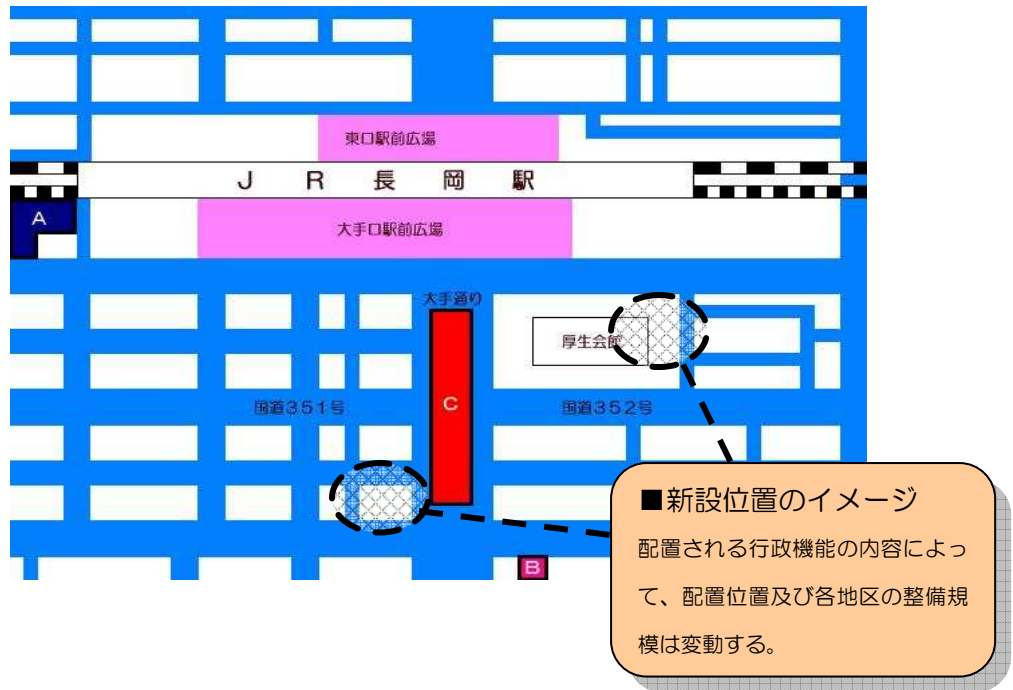 東口駅前広場
JR長岡駅
A
大手口駅前広場
大手通り
厚生会館
国道351号
C
国道352号
B
■新設位置のイメージ
配置される行政機能の内容によっ
て、配置位置及び各地区の整備規
模は変動する。